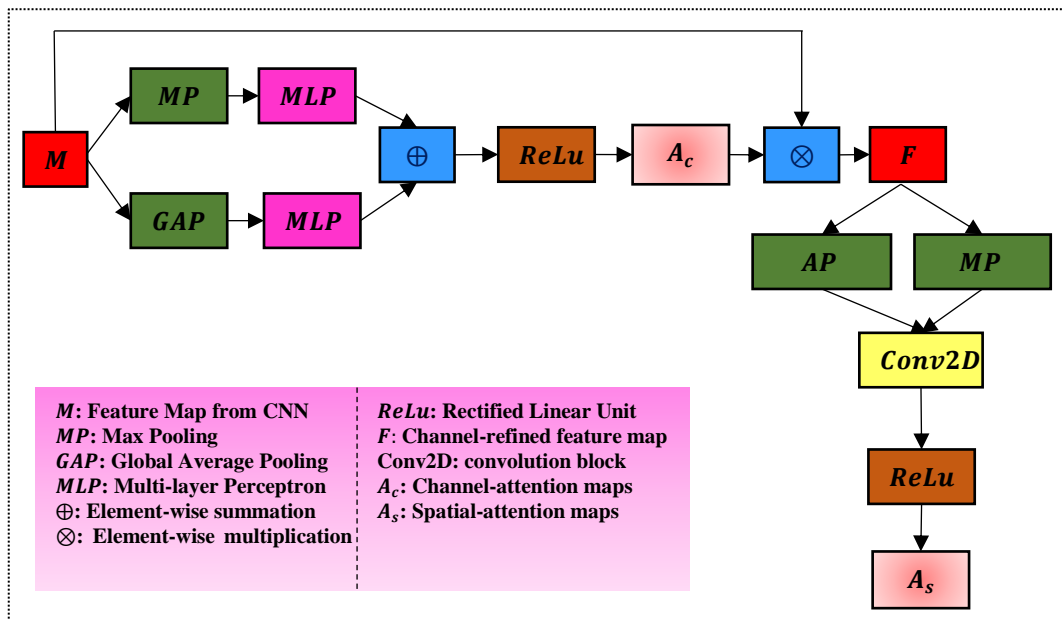 MP
MLP
M
⊕
ReLu
A_c
⊗
F
GAP
MLP
AP
MP
Conv2D
M: Feature Map from CNN
MP: Max Pooling
GAP: Global Average Pooling
MLP: Multi-layer Perceptron
⊕: Element-wise summation
⊗: Element-wise multiplication
ReLu: Rectified Linear Unit
F: Channel-refined feature map
Conv2D: convolution block
A_c: Channel-attention maps
A_s: Spatial-attention maps
ReLu
A_s